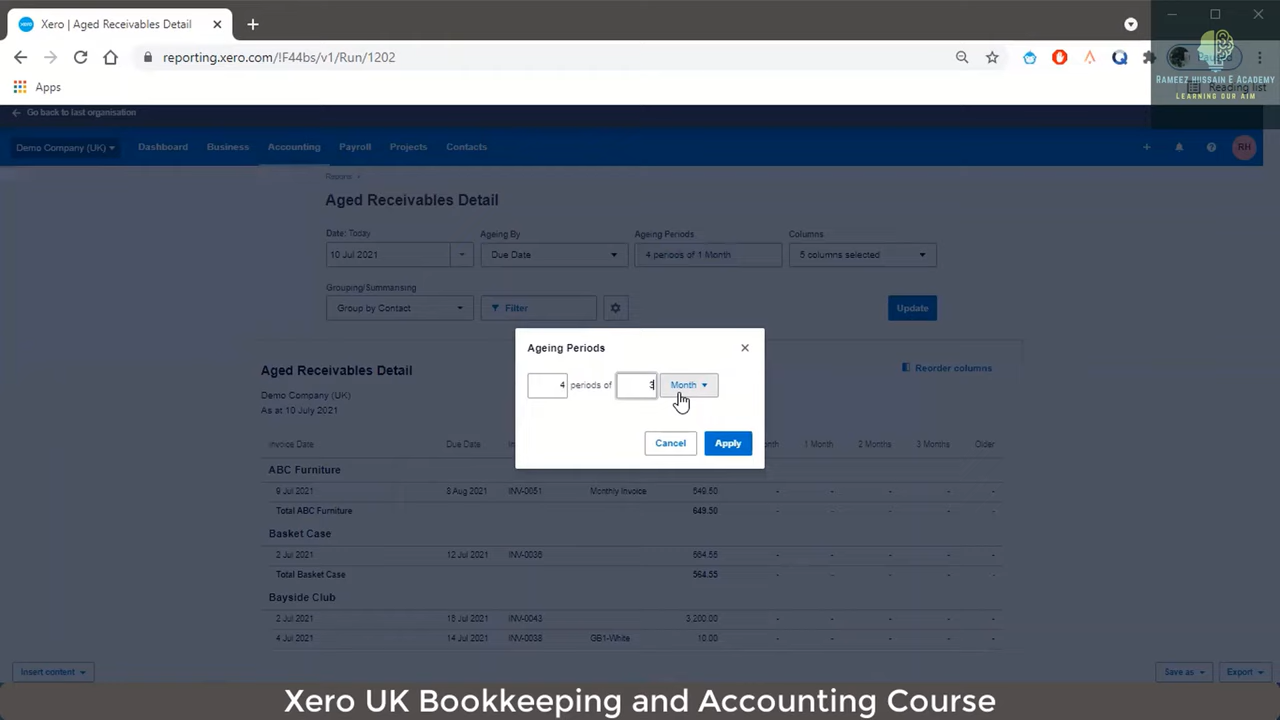 Xero | Aged Receivables Detail
reporting.xero.com/!F44bs/v1/Run/1202
Apps
Reading list
RAMEEZ HUSSAIN E ACADEMY
LEARNING OUR AIM
Go back to last organisation
Demo Company (UK) Dashboard Business Accounting Payroll Projects Contacts RH
Reports
Aged Receivables Detail
Date: Today Ageing By Ageing Periods Columns
10 Jul 2021 Due Date 4 periods of 1 Month 5 columns selected
Grouping/Summarising
Group by Contact Filter Update
Ageing Periods
4 periods of 3 Month
Cancel Apply
Aged Receivables Detail
Reorder columns
Demo Company (UK)
As at 10 July 2021
Invoice Date Due Date 1 Month 2 Months 3 Months Older
ABC Furniture
9 Jul 2021 8 Aug 2021 INV-0051 Monthly Invoice 649.50 - - - -
Total ABC Furniture 649.50 - - - -
Basket Case
2 Jul 2021 12 Jul 2021 INV-0036 564.55 - - - -
Total Basket Case 564.55 - - - -
Bayside Club
2 Jul 2021 15 Jul 2021 INV-0043 3,200.00 - - - -
4 Jul 2021 14 Jul 2021 INV-0038 GB1-White 10.00 - - - -
Insert content Save as Export
Xero UK Bookkeeping and Accounting Course